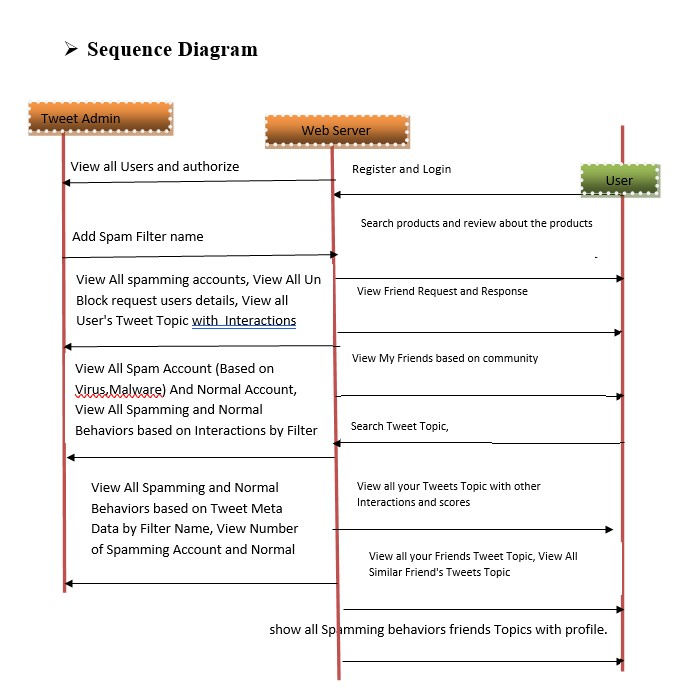 ➢ Sequence Diagram
Tweet Admin
Web Server
User
View all Users and authorize
Register and Login
Search products and review about the products
Add Spam Filter name
View All spamming accounts, View All Un
Block request users details, View all
User's Tweet Topic with Interactions
View Friend Request and Response
View My Friends based on community
View All Spam Account (Based on
Virus,Malware) And Normal Account,
View All Spamming and Normal
Behaviors based on Interactions by Filter
Search Tweet Topic,
View All Spamming and Normal
Behaviors based on Tweet Meta
Data by Filter Name, View Number
of Spamming Account and Normal
View all your Tweets Topic with other
Interactions and scores
View all your Friends Tweet Topic, View All
Similar Friend's Tweets Topic
show all Spamming behaviors friends Topics with profile.